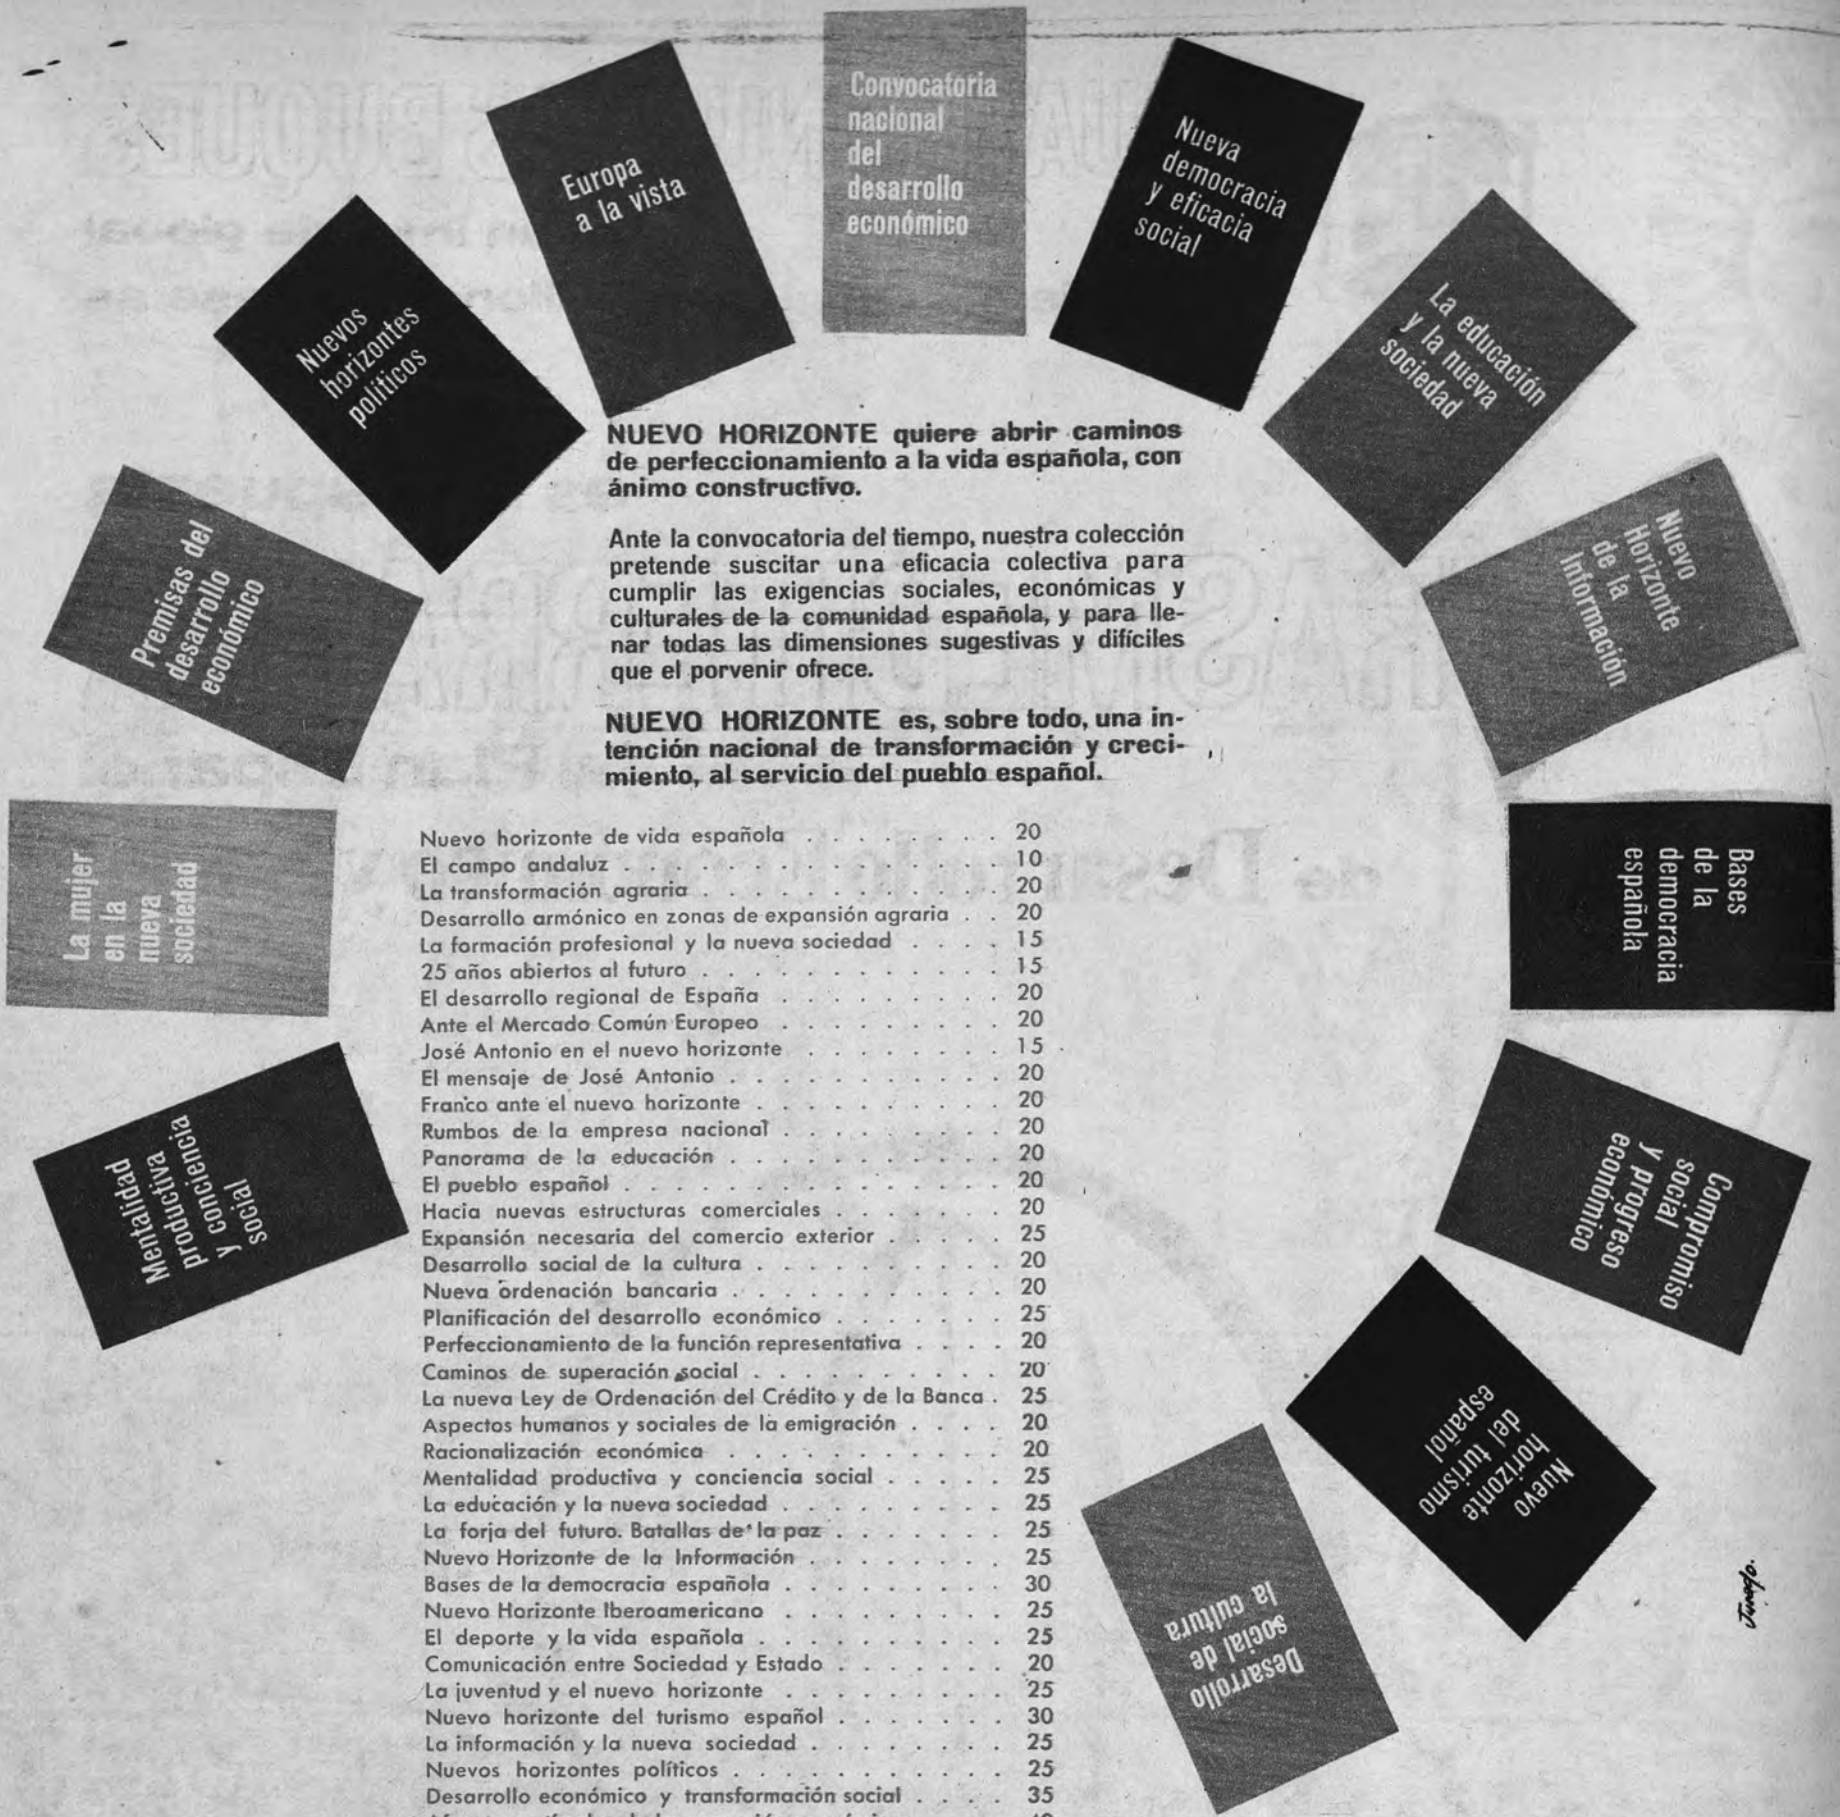 Convocatoria
nacional
del
desarrollo
económico
Europa
a la vista
Nueva
democracia
y eficacia
social
Nuevos
horizontes
políticos
La educación
y la nueva
sociedad
Premisas del
desarrollo
económico
Nuevo
Horizonte
de la
Información
La mujer
en la
nueva
sociedad
Bases
de la
democracia
española
Mentalidad
productiva
y conciencia
social
Compromiso
social
y progreso
económico
Nuevo
horizonte
del turismo
español
Desarrollo
social de
la cultura
NUEVO HORIZONTE quiere abrir caminos
de perfeccionamiento a la vida española, con
ánimo constructivo.
Ante la convocatoria del tiempo, nuestra colección
pretende suscitar una eficacia colectiva para
cumplir las exigencias sociales, económicas y
culturales de la comunidad española, y para lle-
nar todas las dimensiones sugestivas y difíciles
que el porvenir ofrece.
NUEVO HORIZONTE es, sobre todo, una in-
tención nacional de transformación y creci-
miento, al servicio del pueblo español.
Nuevo horizonte de vida española . . . . . . . . 20
El campo andaluz . . . . . . . . . . . . . . . 10
La transformación agraria . . . . . . . . . . . . 20
Desarrollo armónico en zonas de expansión agraria . . 20
La formación profesional y la nueva sociedad . . . . 15
25 años abiertos al futuro . . . . . . . . . . . . 15
El desarrollo regional de España . . . . . . . . . 20
Ante el Mercado Común Europeo . . . . . . . . . 20
José Antonio en el nuevo horizonte . . . . . . . . 15
El mensaje de José Antonio . . . . . . . . . . . 20
Franco ante el nuevo horizonte . . . . . . . . . . 20
Rumbos de la empresa nacional . . . . . . . . . 20
Panorama de la educación . . . . . . . . . . . 20
El pueblo español . . . . . . . . . . . . . . . 20
Hacia nuevas estructuras comerciales . . . . . . . 20
Expansión necesaria del comercio exterior . . . . . 25
Desarrollo social de la cultura . . . . . . . . . . 20
Nueva ordenación bancaria . . . . . . . . . . . 20
Planificación del desarrollo económico . . . . . . . 25
Perfeccionamiento de la función representativa . . . . 20
Caminos de superación social . . . . . . . . . . 20
La nueva Ley de Ordenación del Crédito y de la Banca . 25
Aspectos humanos y sociales de la emigración . . . . 20
Racionalización económica . . . . . . . . . . . 20
Mentalidad productiva y conciencia social . . . . . 25
La educación y la nueva sociedad . . . . . . . . . 25
La forja del futuro. Batallas de la paz . . . . . . . 25
Nuevo Horizonte de la Información . . . . . . . . 25
Bases de la democracia española . . . . . . . . . 30
Nuevo Horizonte Iberoamericano . . . . . . . . 25
El deporte y la vida española . . . . . . . . . . 25
Comunicación entre Sociedad y Estado . . . . . . . 20
La juventud y el nuevo horizonte . . . . . . . . . 25
Nuevo horizonte del turismo español . . . . . . . 30
La información y la nueva sociedad . . . . . . . . 25
Nuevos horizontes políticos . . . . . . . . . . . 25
Desarrollo económico y transformación social . . . . 35